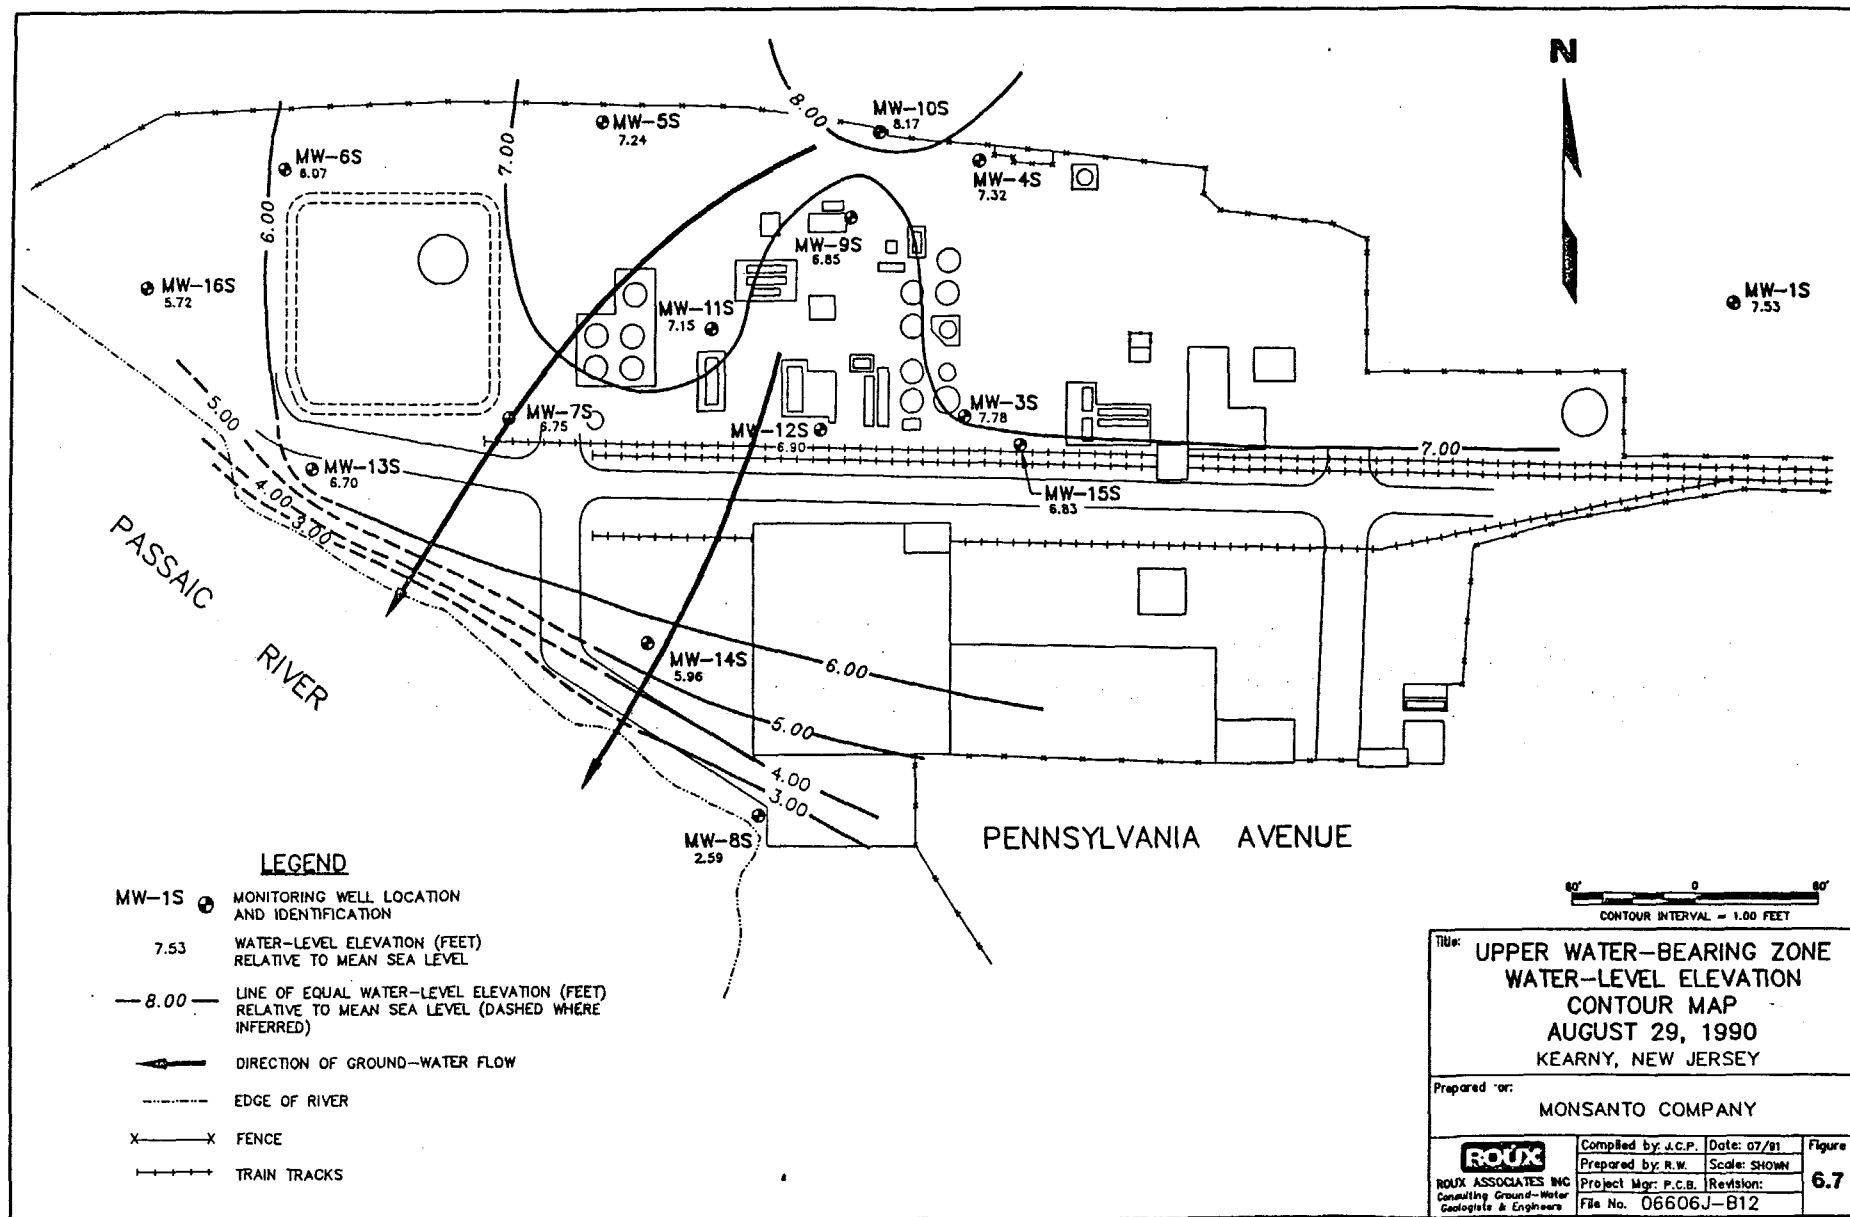 N
8.00
MW-10S
8.17
MW-5S
7.24
7.00
MW-6S
6.07
MW-4S
7.32
6.00
MW-9S
6.85
MW-16S
5.72
MW-1S
7.53
MW-11S
7.15
5.00
MW-7S
6.75
MW-3S
7.78
MW-12S
6.90
7.00
MW-13S
6.70
4.00
MW-15S
6.83
3.00
PASSAIC
RIVER
MW-14S
5.96
6.00
5.00
4.00
3.00
MW-8S
2.59
PENNSYLVANIA AVENUE
LEGEND
MW-1S MONITORING WELL LOCATION
AND IDENTIFICATION
7.53 WATER-LEVEL ELEVATION (FEET)
RELATIVE TO MEAN SEA LEVEL
8.00 LINE OF EQUAL WATER-LEVEL ELEVATION (FEET)
RELATIVE TO MEAN SEA LEVEL (DASHED WHERE
INFERRED)
DIRECTION OF GROUND-WATER FLOW
EDGE OF RIVER
X X FENCE
TRAIN TRACKS
0
CONTOUR INTERVAL = 1.00 FEET
Title: UPPER WATER-BEARING ZONE
WATER-LEVEL ELEVATION
CONTOUR MAP
AUGUST 29, 1990
KEARNY, NEW JERSEY
Prepared for:
MONSANTO COMPANY
ROUX
ROUX ASSOCIATES INC
Consulting Ground-Water
Geologists & Engineers
Compiled by: J.C.P. Date: 07/91
Prepared by: R.W. Scale: SHOWN
Project Mgr: P.C.B. Revision:
File No. 06606J-B12
Figure
6.7